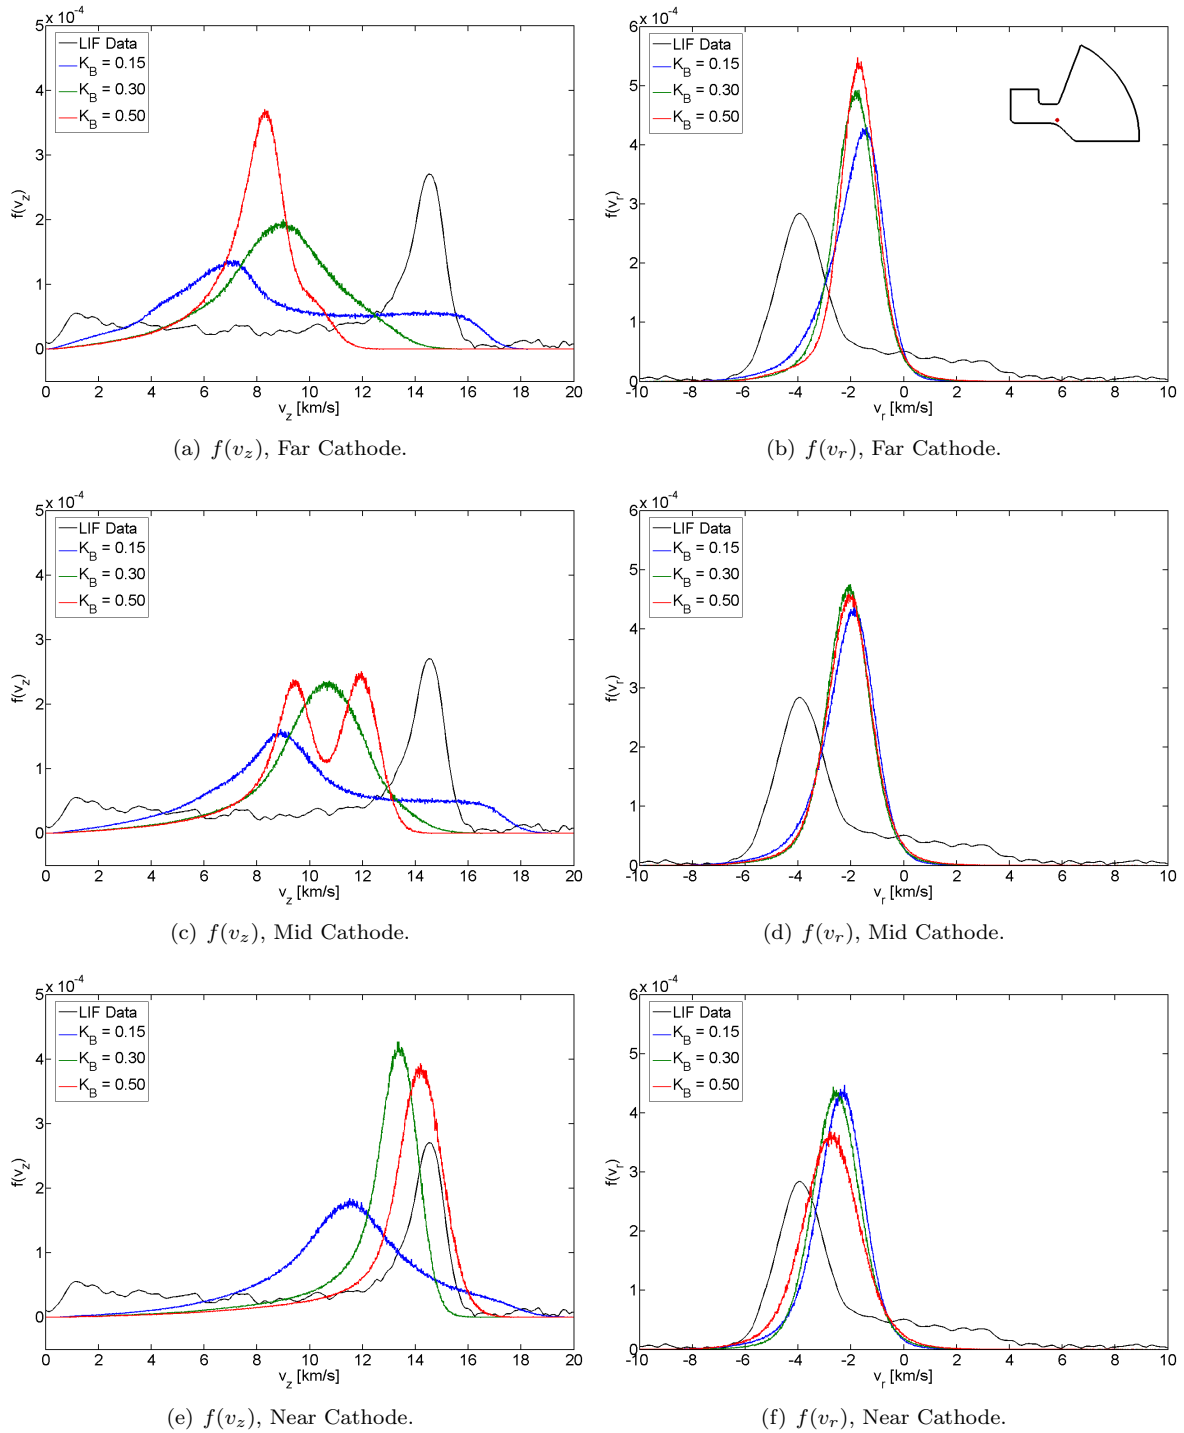 5 x 10^-4
LIF Data
K_B = 0.15
K_B = 0.30
K_B = 0.50
4
3
2
1
0
f(v_z)
0 2 4 6 8 10 12 14 16 18 20
v_z [km/s]
(a) f(v_z), Far Cathode.
6 x 10^-4
LIF Data
K_B = 0.15
K_B = 0.30
K_B = 0.50
5
4
3
2
1
0
f(v_r)
-10 -8 -6 -4 -2 0 2 4 6 8 10
v_r [km/s]
(b) f(v_r), Far Cathode.
5 x 10^-4
LIF Data
K_B = 0.15
K_B = 0.30
K_B = 0.50
4
3
2
1
0
f(v_z)
0 2 4 6 8 10 12 14 16 18 20
v_z [km/s]
(c) f(v_z), Mid Cathode.
6 x 10^-4
LIF Data
K_B = 0.15
K_B = 0.30
K_B = 0.50
5
4
3
2
1
0
f(v_r)
-10 -8 -6 -4 -2 0 2 4 6 8 10
v_r [km/s]
(d) f(v_r), Mid Cathode.
5 x 10^-4
LIF Data
K_B = 0.15
K_B = 0.30
K_B = 0.50
4
3
2
1
0
f(v_z)
0 2 4 6 8 10 12 14 16 18 20
v_z [km/s]
(e) f(v_z), Near Cathode.
6 x 10^-4
LIF Data
K_B = 0.15
K_B = 0.30
K_B = 0.50
5
4
3
2
1
0
f(v_r)
-10 -8 -6 -4 -2 0 2 4 6 8 10
v_r [km/s]
(f) f(v_r), Near Cathode.